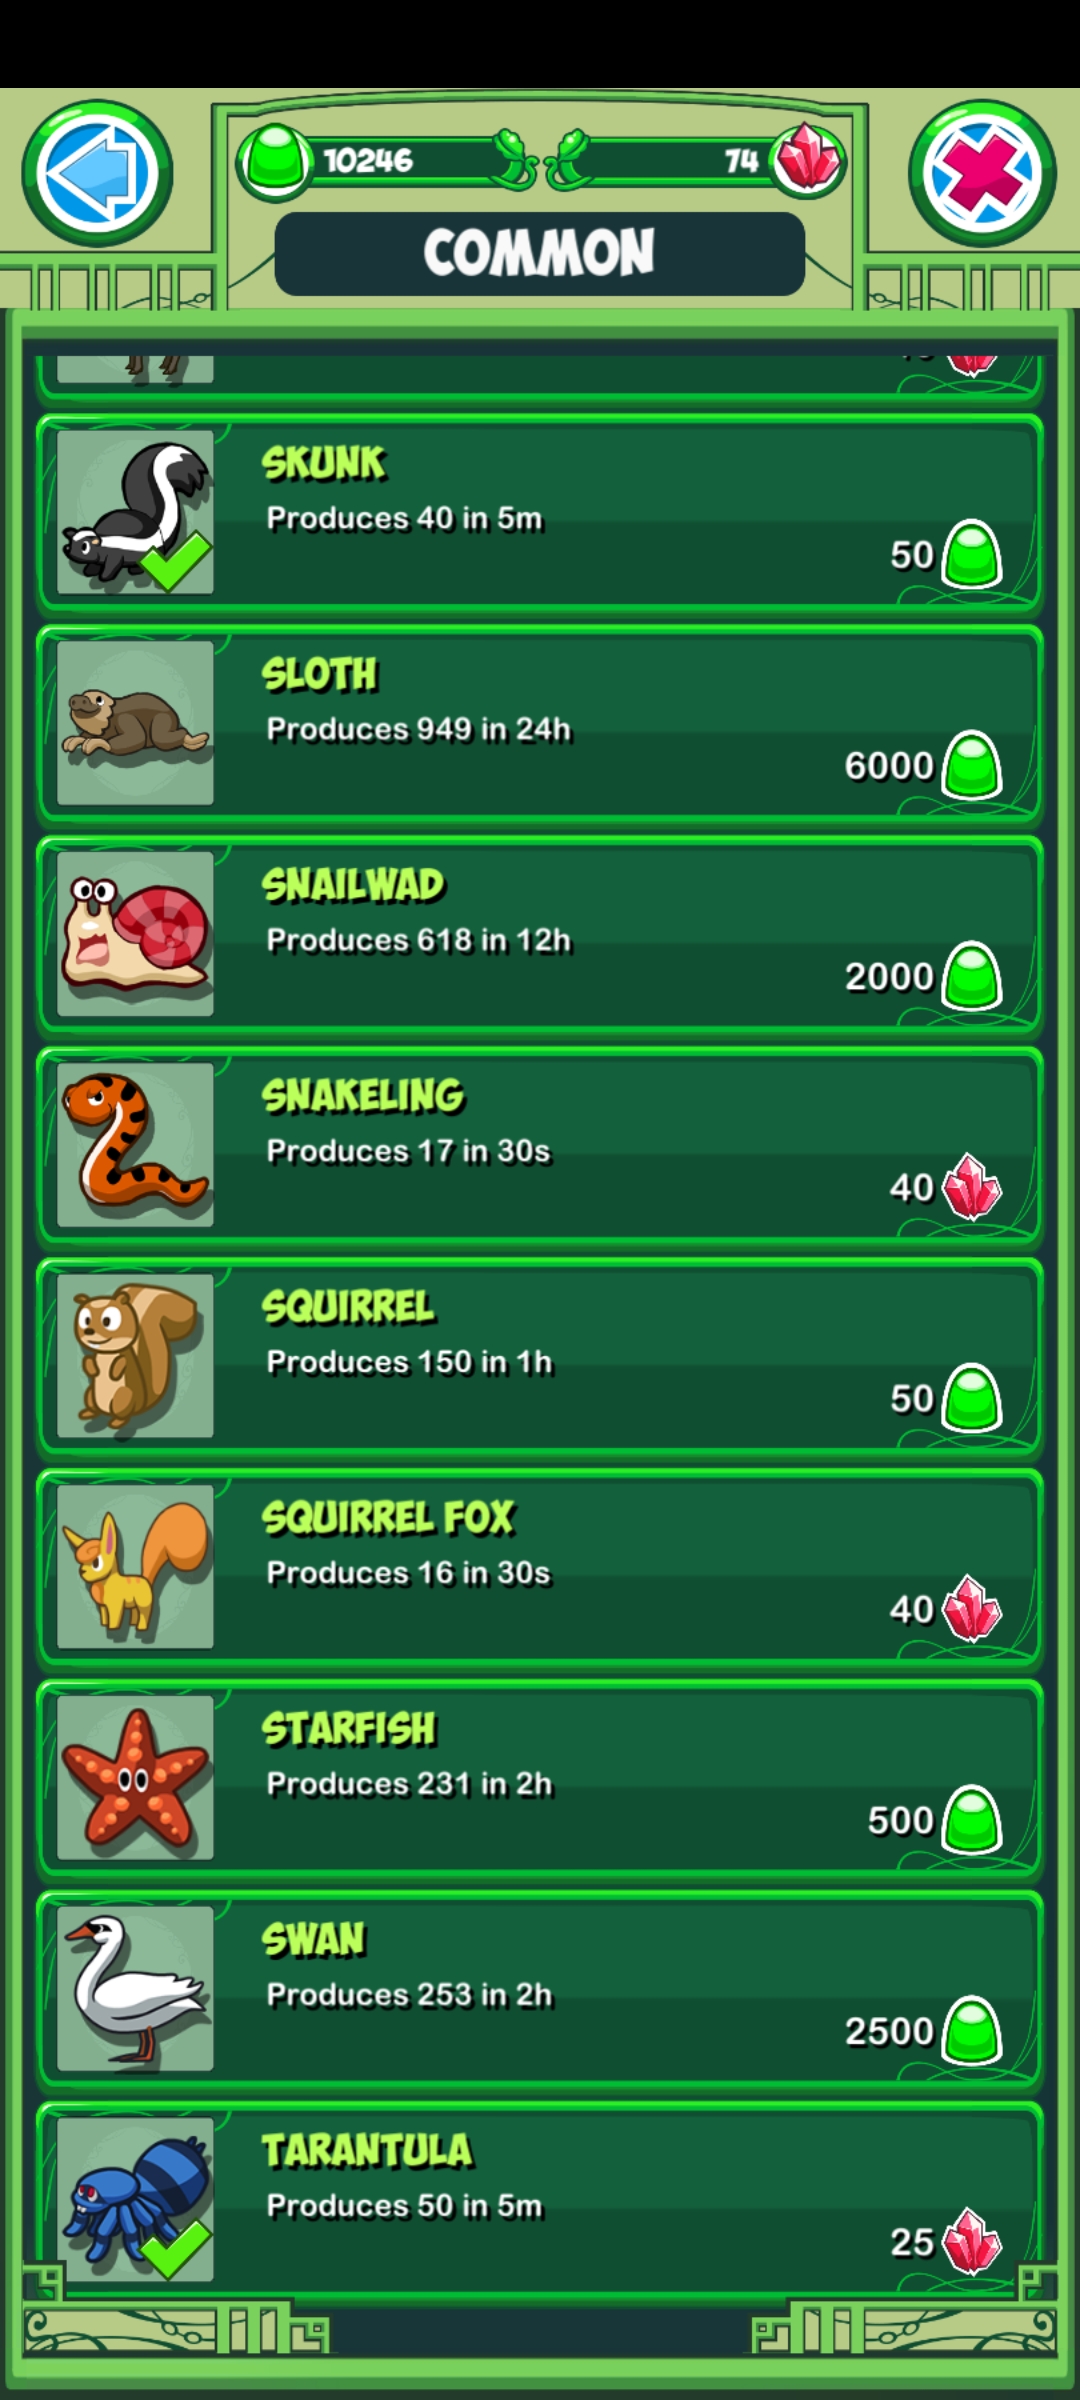 10246
74
COMMON
SKUNK
Produces 40 in 5m
50
SLOTH
Produces 949 in 24h
6000
SNAILWAD
Produces 618 in 12h
2000
SNAKELING
Produces 17 in 30s
40
SQUIRREL
Produces 150 in 1h
50
SQUIRREL FOX
Produces 16 in 30s
40
STARFISH
Produces 231 in 2h
500
SWAN
Produces 253 in 2h
2500
TARANTULA
Produces 50 in 5m
25